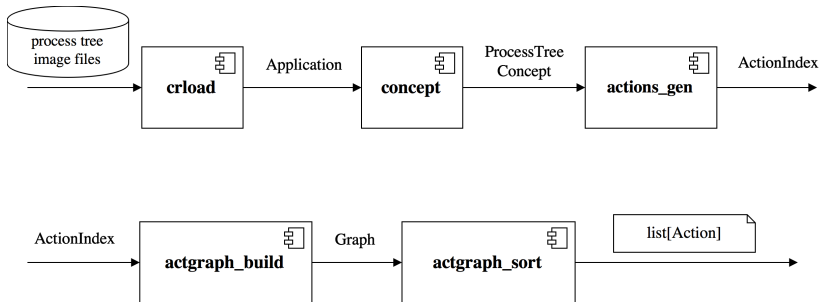 process tree
image files
crload
Application
concept
ProcessTree
Concept
actions_gen
ActionIndex
ActionIndex
actgraph_build
Graph
actgraph_sort
list[Action]